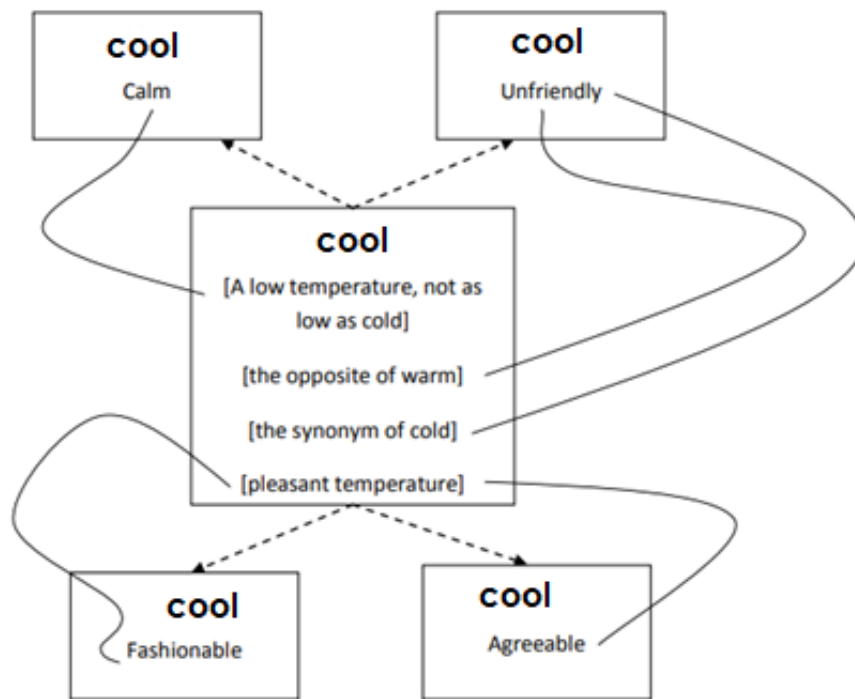 cool
Calm
cool
Unfriendly
cool
[A low temperature, not as
low as cold]
[the opposite of warm]
[the synonym of cold]
[pleasant temperature]
cool
Fashionable
cool
Agreeable